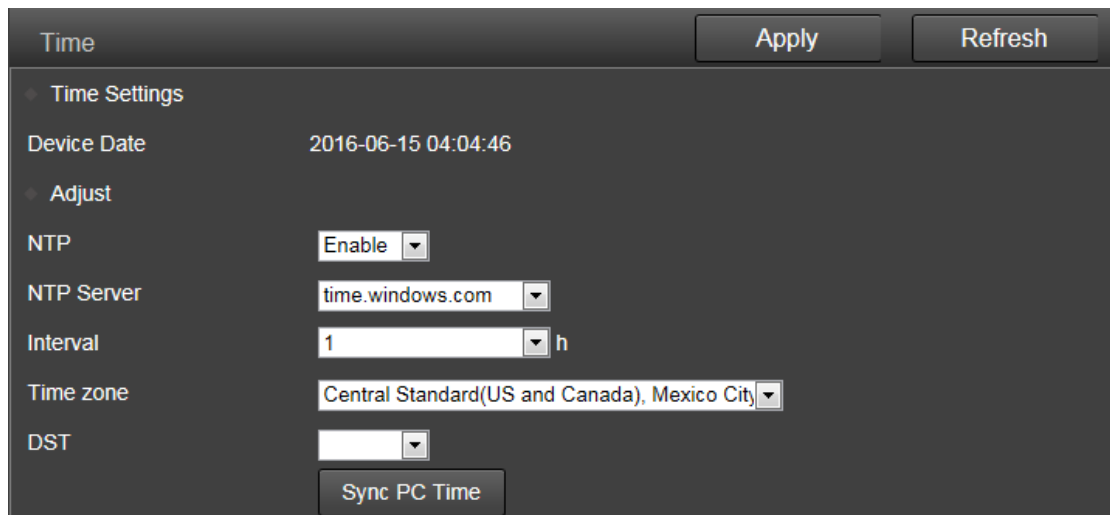 Time Apply Refresh
Time Settings
Device Date 2016-06-15 04:04:46
Adjust
NTP Enable
NTP Server time.windows.com
Interval 1 h
Time zone Central Standard(US and Canada), Mexico City
DST
Sync PC Time